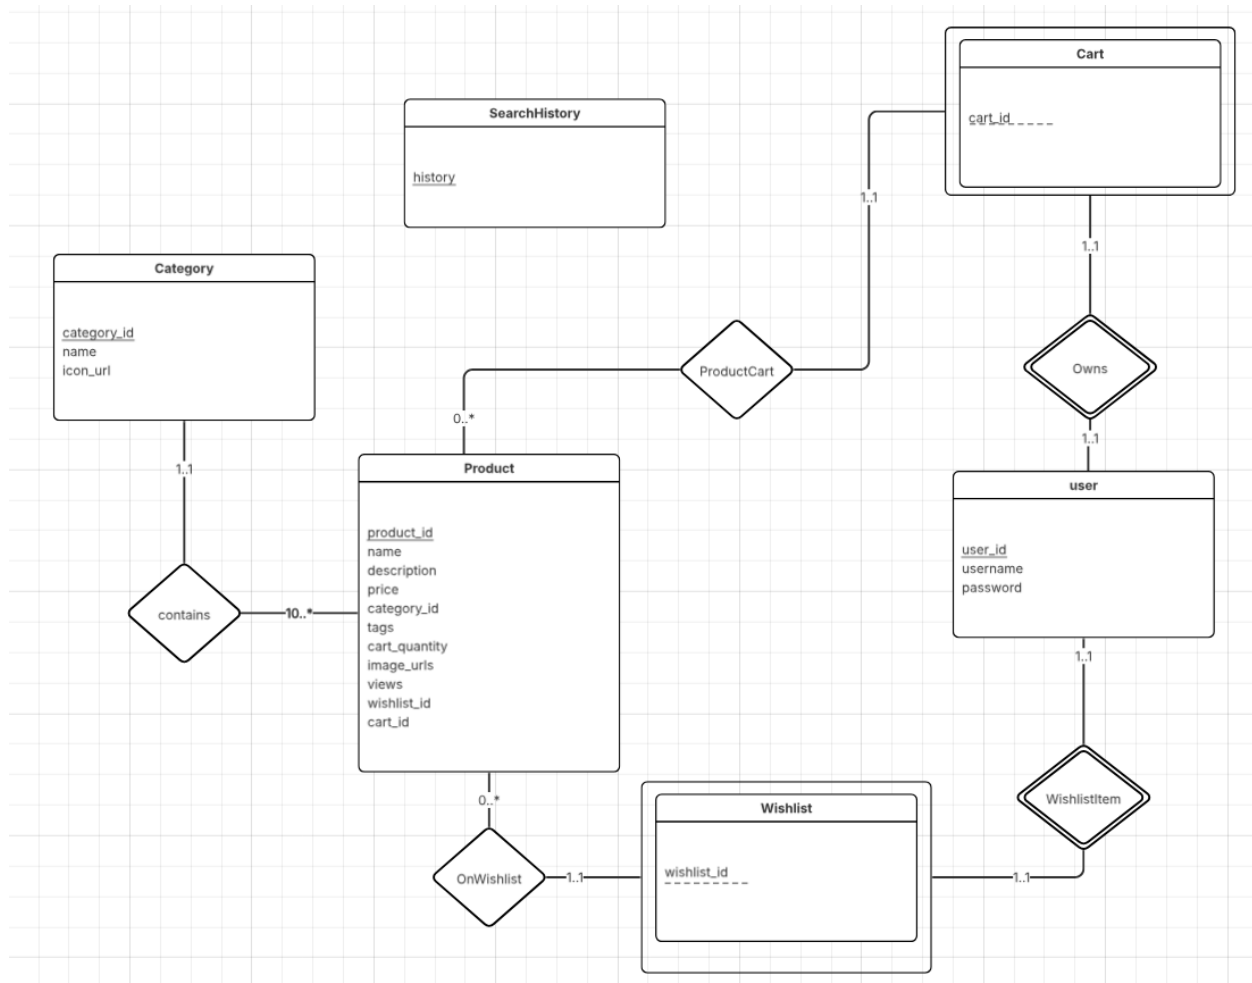 Cart
cart_id
SearchHistory
history
1..1
1..1
Category
category_id
name
icon_url
ProductCart
Owns
0..*
1..1
1..1
Product
product_id
name
description
price
category_id
tags
cart_quantity
image_urls
views
wishlist_id
cart_id
user
user_id
username
password
contains
10..*
1..1
0..*
Wishlist
wishlist_id
WishlistItem
OnWishlist
1..1
1..1